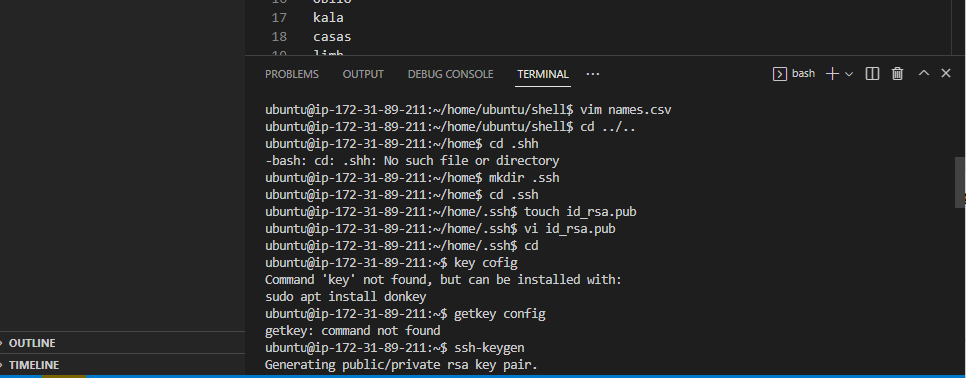 17 kala
18 casas
PROBLEMS OUTPUT DEBUG CONSOLE TERMINAL ... bash
ubuntu@ip-172-31-89-211:~/home/ubuntu/shell$ vim names.csv
ubuntu@ip-172-31-89-211:~/home/ubuntu/shell$ cd ../..
ubuntu@ip-172-31-89-211:~/home$ cd .shh
-bash: cd: .shh: No such file or directory
ubuntu@ip-172-31-89-211:~/home$ mkdir .ssh
ubuntu@ip-172-31-89-211:~/home$ cd .ssh
ubuntu@ip-172-31-89-211:~/home/.ssh$ touch id_rsa.pub
ubuntu@ip-172-31-89-211:~/home/.ssh$ vi id_rsa.pub
ubuntu@ip-172-31-89-211:~/home/.ssh$ cd
ubuntu@ip-172-31-89-211:~$ key cofig
Command 'key' not found, but can be installed with:
sudo apt install donkey
ubuntu@ip-172-31-89-211:~$ getkey config
getkey: command not found
ubuntu@ip-172-31-89-211:~$ ssh-keygen
Generating public/private rsa key pair.
OUTLINE
TIMELINE